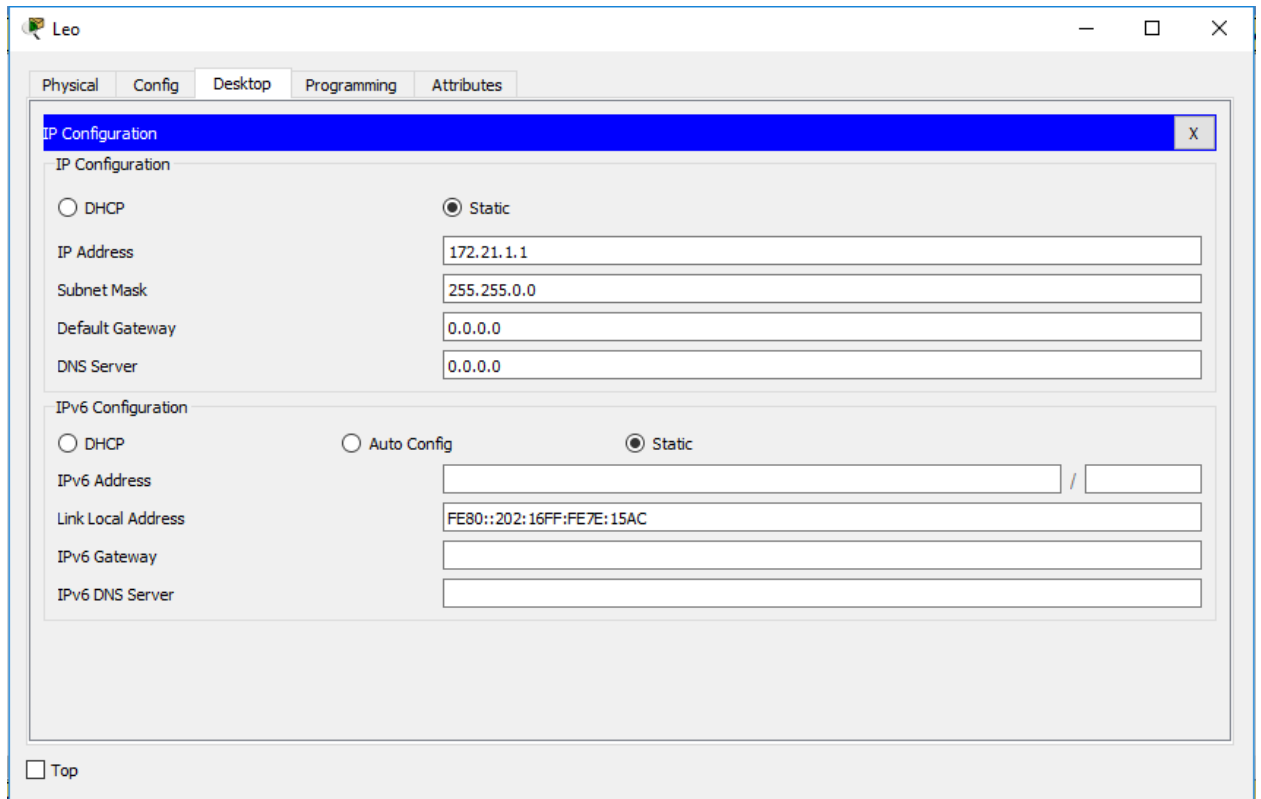 Leo
Physical Config Desktop Programming Attributes
IP Configuration X
IP Configuration
DHCP Static
IP Address 172.21.1.1
Subnet Mask 255.255.0.0
Default Gateway 0.0.0.0
DNS Server 0.0.0.0
IPv6 Configuration
DHCP Auto Config Static
IPv6 Address /
Link Local Address FE80::202:16FF:FE7E:15AC
IPv6 Gateway
IPv6 DNS Server
Top